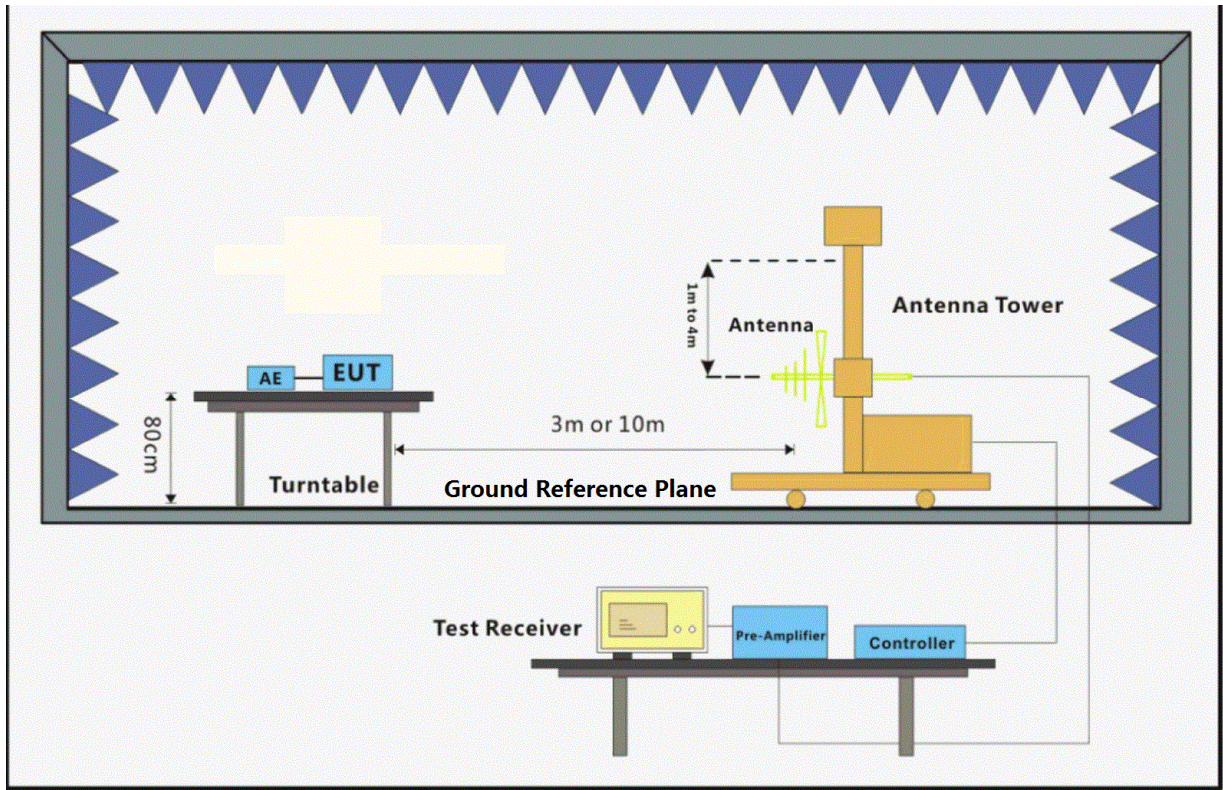 1m to 4m
Antenna
Antenna Tower
AE
EUT
80cm
3m or 10m
Turntable
Ground Reference Plane
Test Receiver
Pre-Amplifier
Controller